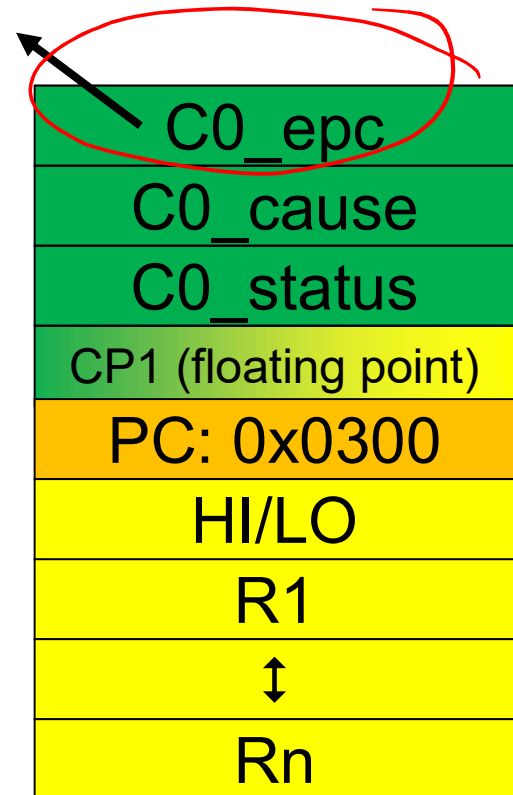 C0_epc
C0_cause
C0_status
CP1 (floating point)
PC: 0x0300
HI/LO
R1
↕
Rn